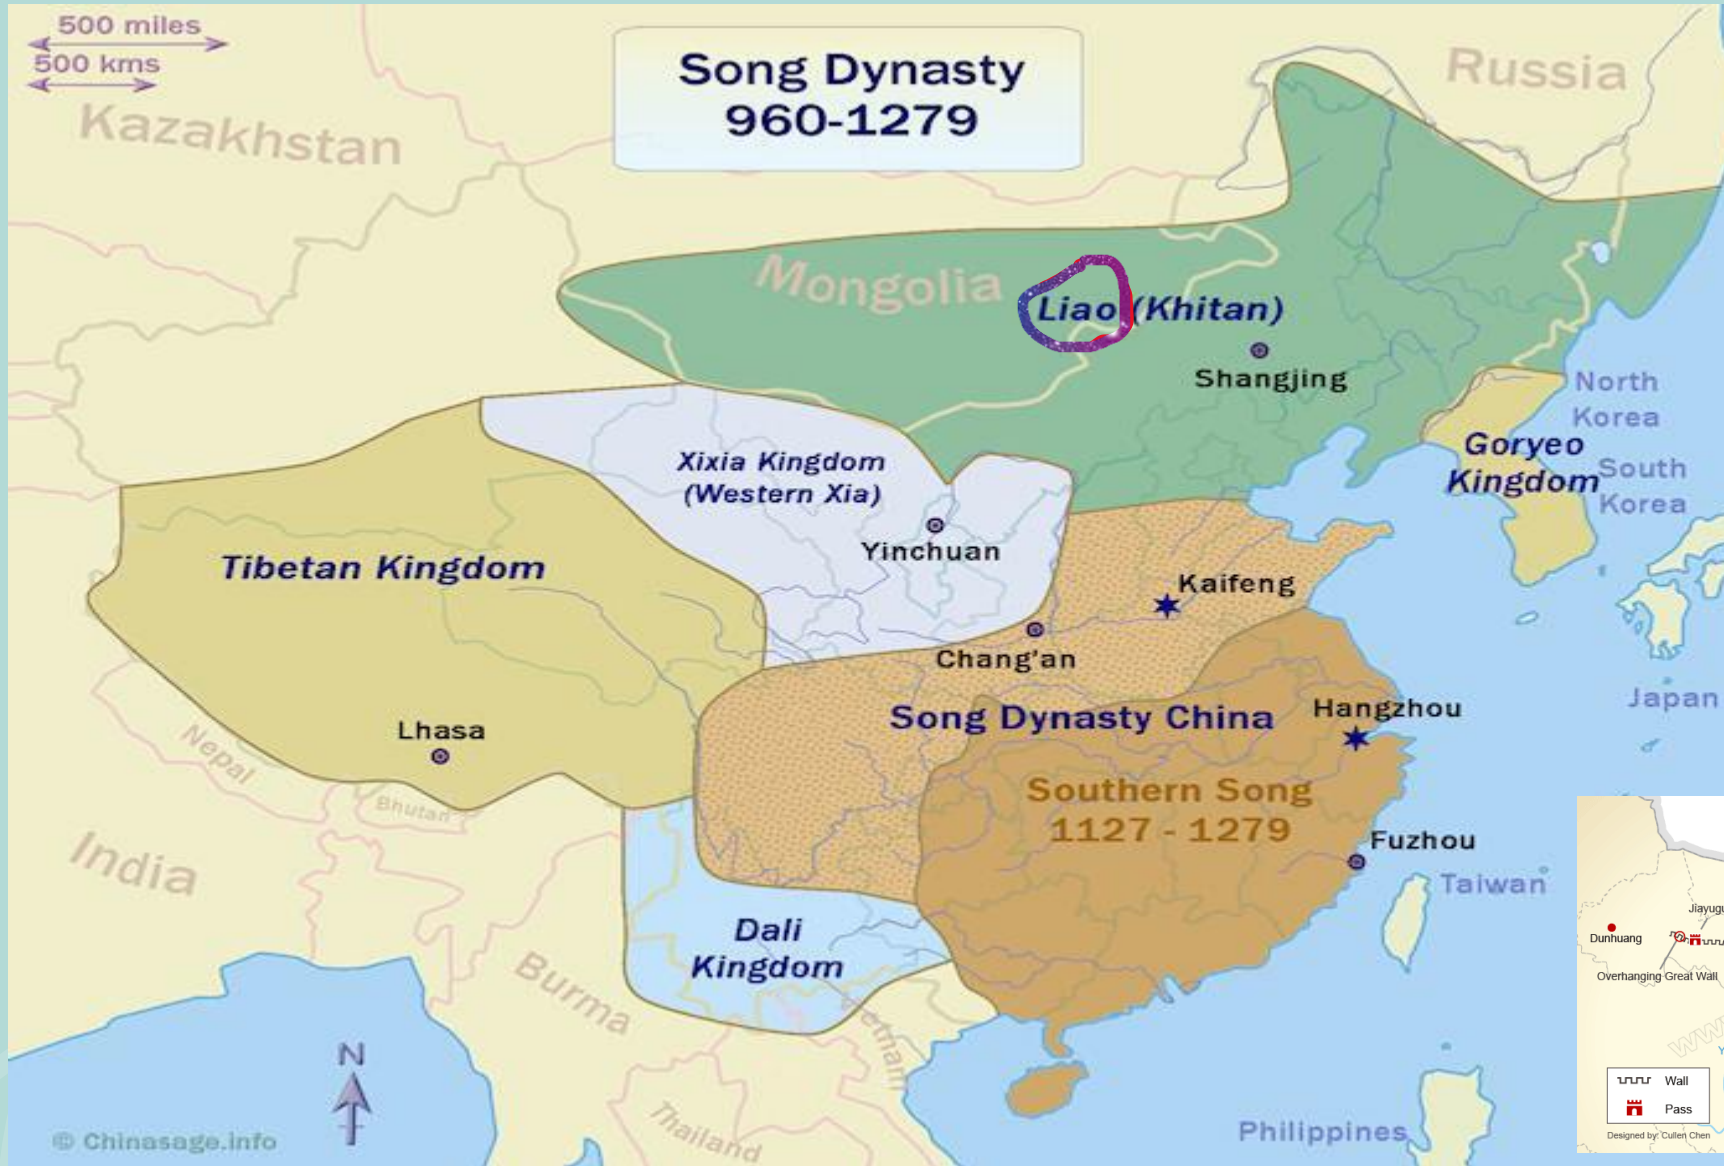 500 miles
500 kms
Song Dynasty
960-1279
Russia
Kazakhstan
Mongolia
Liao (Khitan)
Shangjing
North
Korea
Goryeo
Kingdom
South
Korea
Xixia Kingdom
(Western Xia)
Yinchuan
Tibetan Kingdom
Kaifeng
Chang'an
Song Dynasty China
Hangzhou
Japan
Lhasa
Nepal
Bhutan
Southern Song
1127 - 1279
Fuzhou
India
Taiwan
Dali
Kingdom
Burma
etnam
Thailand
Philippines
N
© Chinasage.info
Jiayugu
Dunhuang
Overhanging Great Wall
Wall
Pass
Designed by: Cullen Chen